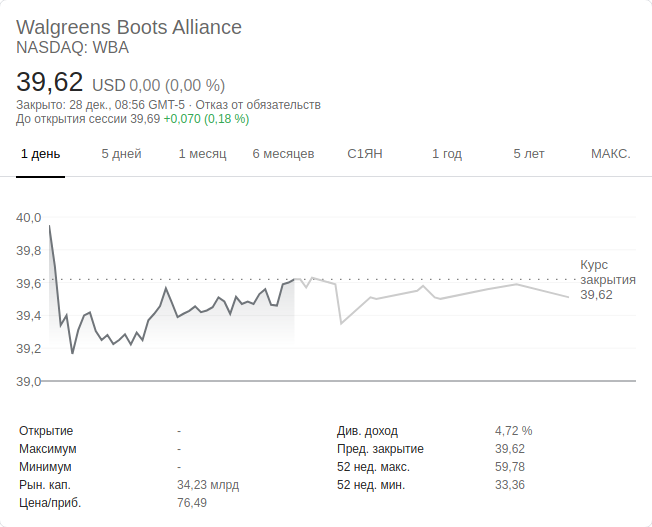 Walgreens Boots Alliance
NASDAQ: WBA
39,62 USD 0,00 (0,00 %)
Закрыто: 28 дек., 08:56 GMT-5 · Отказ от обязательств
До открытия сессии 39,69 +0,070 (0,18 %)
1 день 5 дней 1 месяц 6 месяцев С1ЯН 1 год 5 лет МАКС.
40,0
39,8
39,6
39,4
39,2
39,0
Курс
закрытия
39,62
Открытие -
Максимум -
Минимум -
Рын. кап. 34,23 млрд
Цена/приб. 76,49
Див. доход 4,72 %
Пред. закрытие 39,62
52 нед. макс. 59,78
52 нед. мин. 33,36